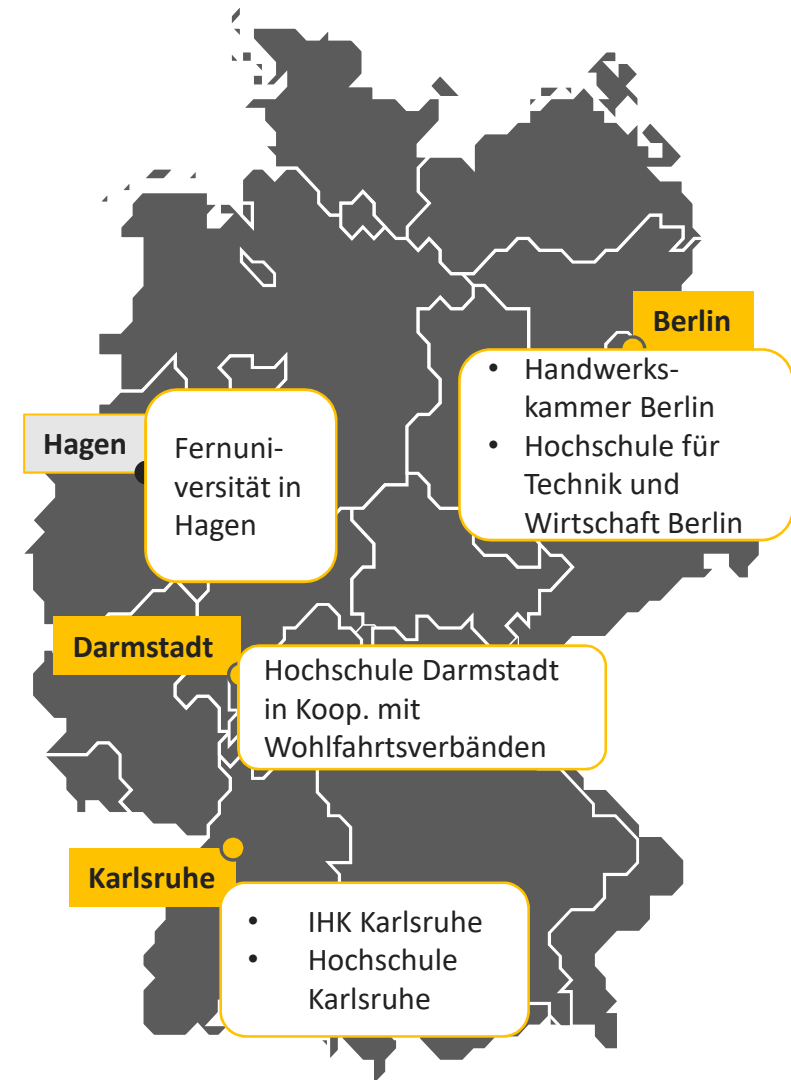 Berlin
• Handwerks-
kammer Berlin
• Hochschule für
Technik und
Wirtschaft Berlin
Hagen
Fernuni-
versität in
Hagen
Darmstadt
Hochschule Darmstadt
in Koop. mit
Wohlfahrtsverbänden
Karlsruhe
• IHK Karlsruhe
• Hochschule
Karlsruhe